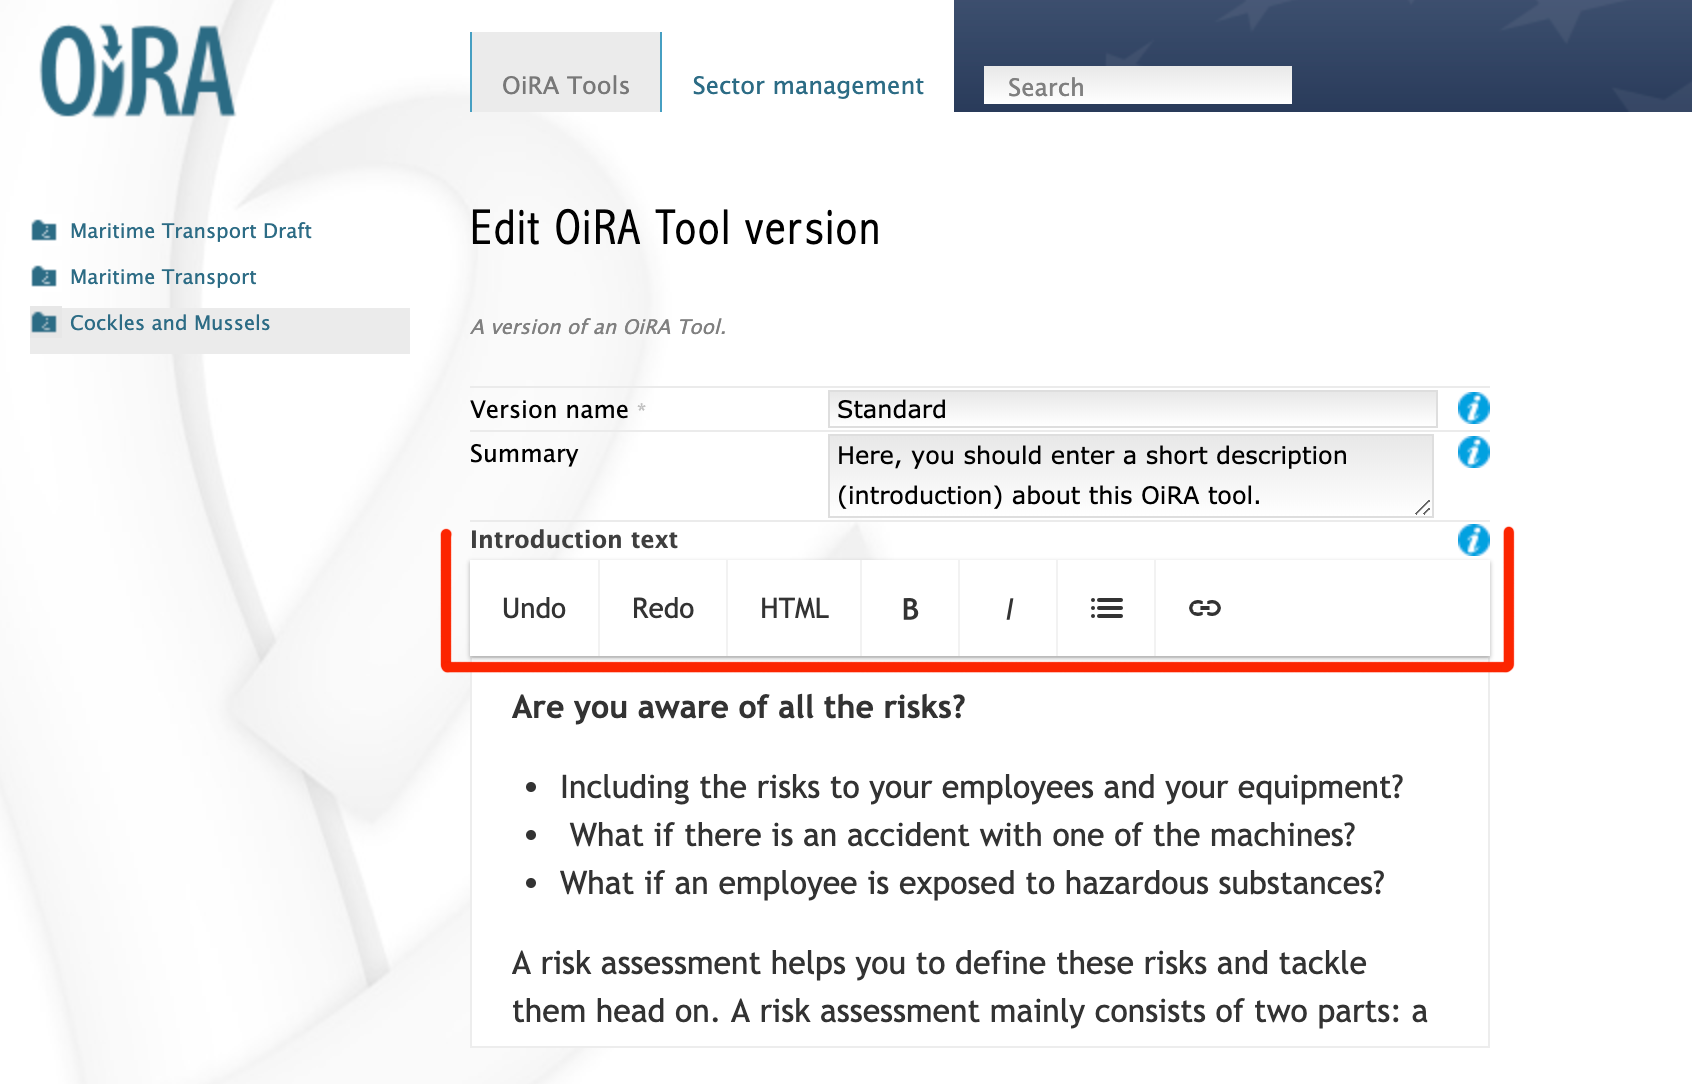 OiRA
OiRA Tools
Sector management
Search
Maritime Transport Draft
Maritime Transport
Cockles and Mussels
Edit OiRA Tool version
A version of an OiRA Tool.
Version name *
Standard
i
Summary
Here, you should enter a short description
(introduction) about this OiRA tool.
i
Introduction text
i
Undo
Redo
HTML
B
I
Are you aware of all the risks?
• Including the risks to your employees and your equipment?
• What if there is an accident with one of the machines?
• What if an employee is exposed to hazardous substances?
A risk assessment helps you to define these risks and tackle
them head on. A risk assessment mainly consists of two parts: a